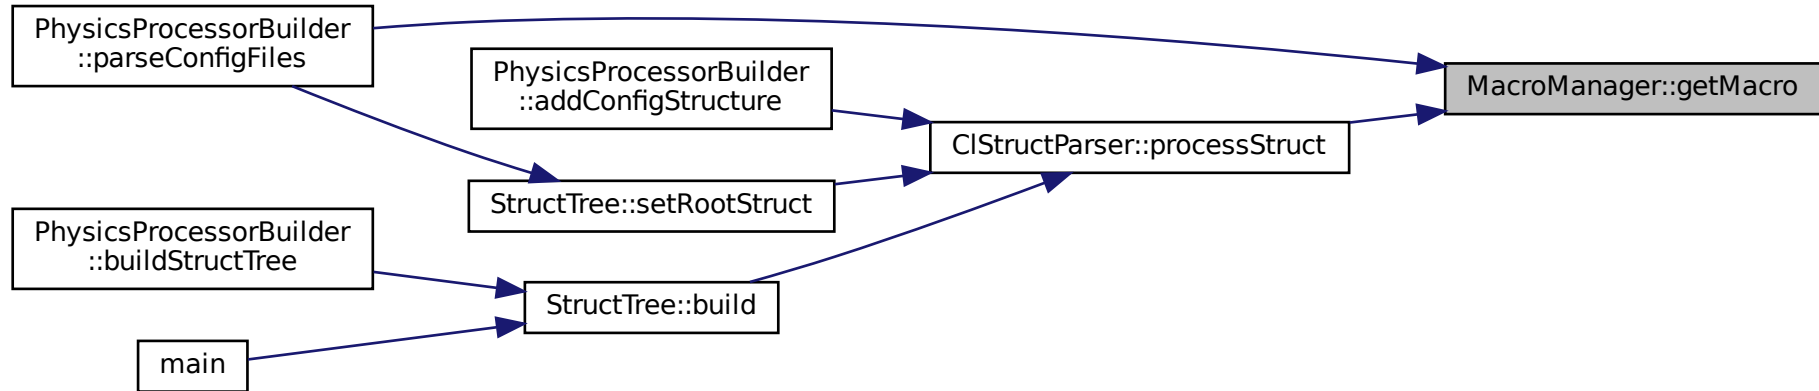 PhysicsProcessorBuilder
::parseConfigFiles
PhysicsProcessorBuilder
::addConfigStructure
MacroManager::getMacro
ClStructParser::processStruct
StructTree::setRootStruct
PhysicsProcessorBuilder
::buildStructTree
StructTree::build
main